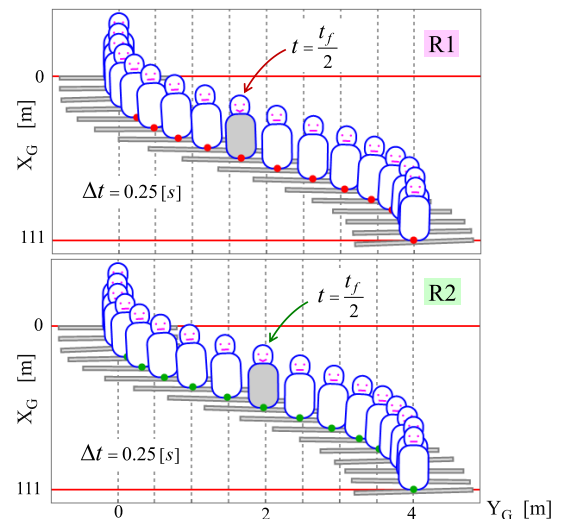 t = t_f / 2
R1
0
X_G [m]
Δt = 0.25 [s]
111
t = t_f / 2
R2
0
X_G [m]
Δt = 0.25 [s]
111
0 2 4 Y_G [m]